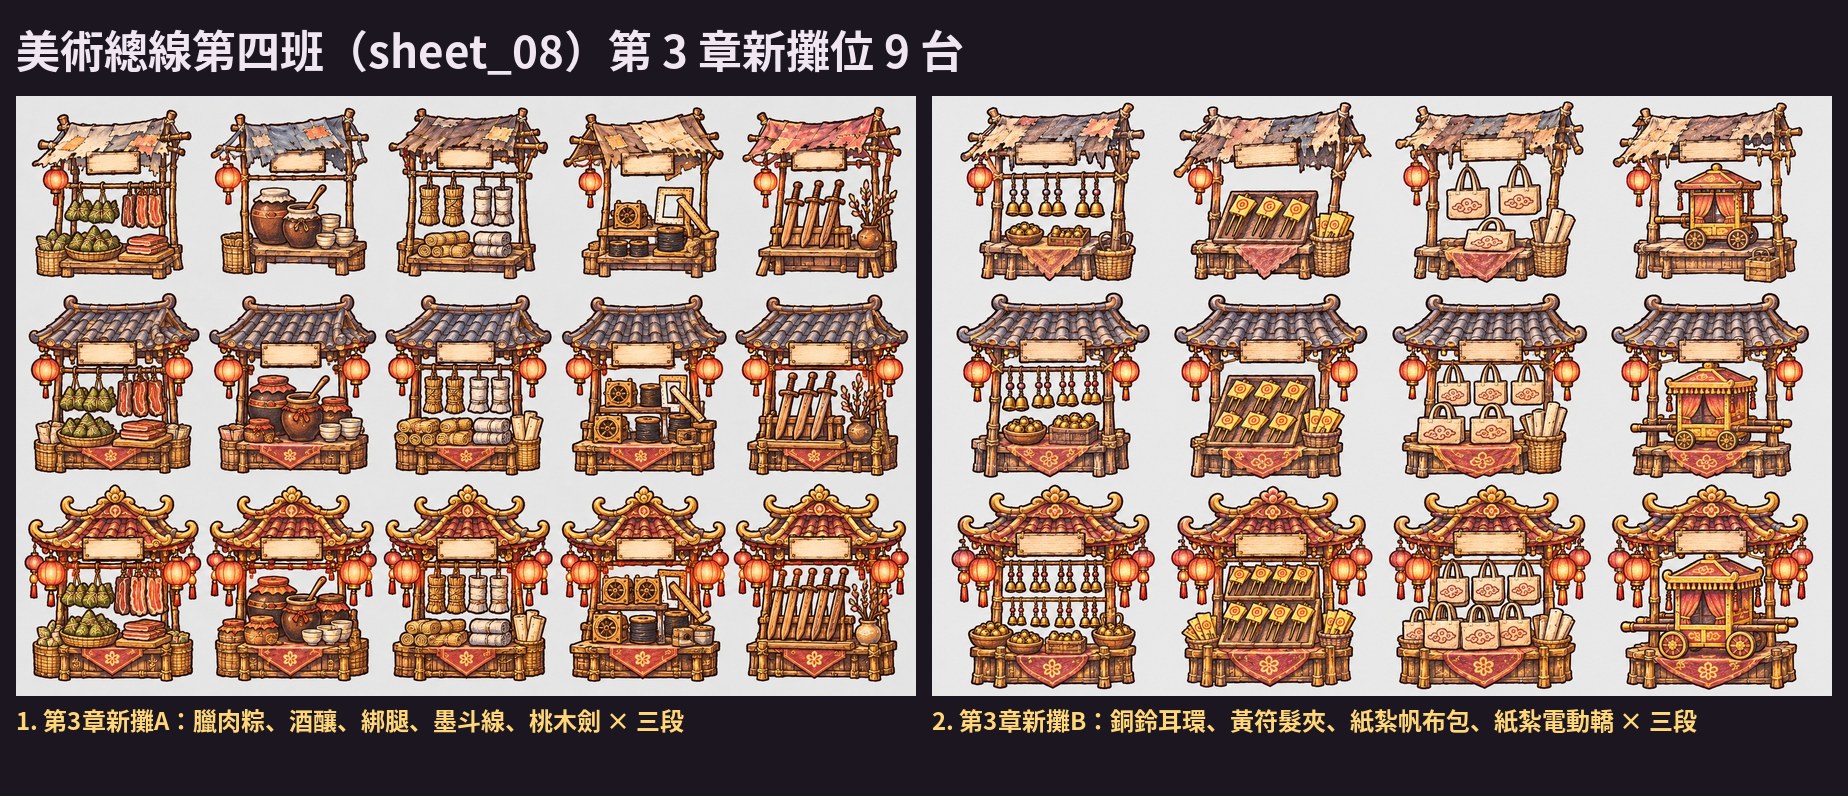 美術總線第四班（sheet_08）第 3 章新攤位 9 台
1. 第3章新攤A：臘肉粽、酒釀、綁腿、墨斗線、桃木劍 × 三段
2. 第3章新攤B：銅鈴耳環、黃符髮夾、紙紮帆布包、紙紮電動轎 × 三段